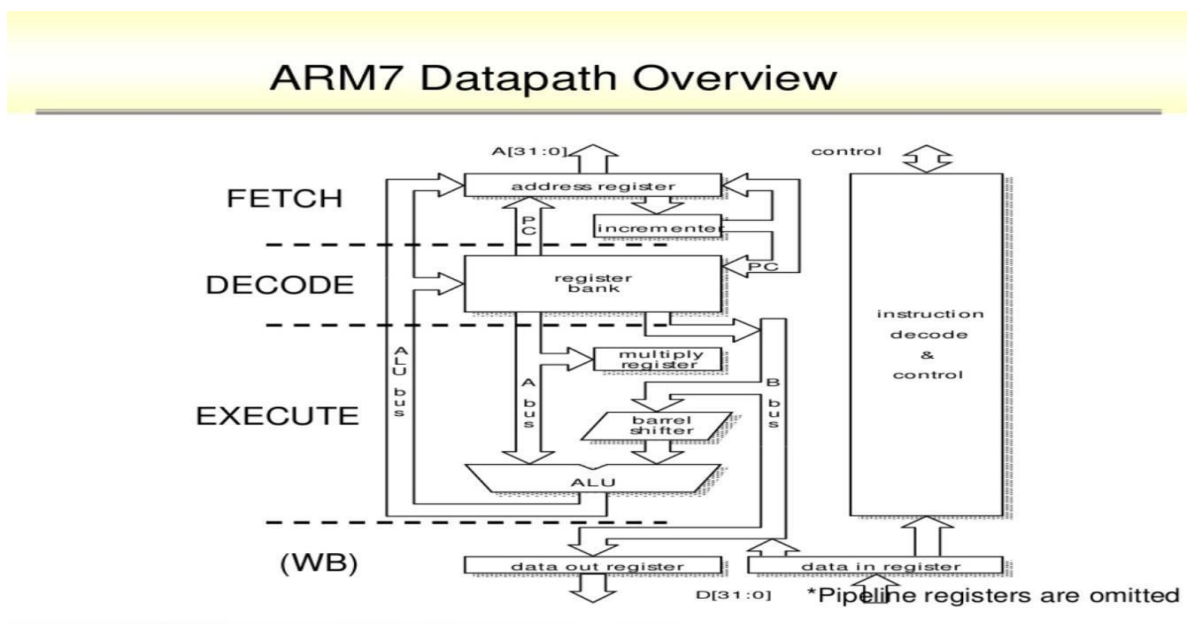 ARM7 Datapath Overview
A[31:0]
control
FETCH
address register
PC
incrementer
DECODE
register
bank
PC
instruction
decode
&
control
EXECUTE
ALU bus
A bus
multiply
register
B bus
barrel
shifter
ALU
(WB)
data out register
data in register
D[31:0]
*Pipeline registers are omitted